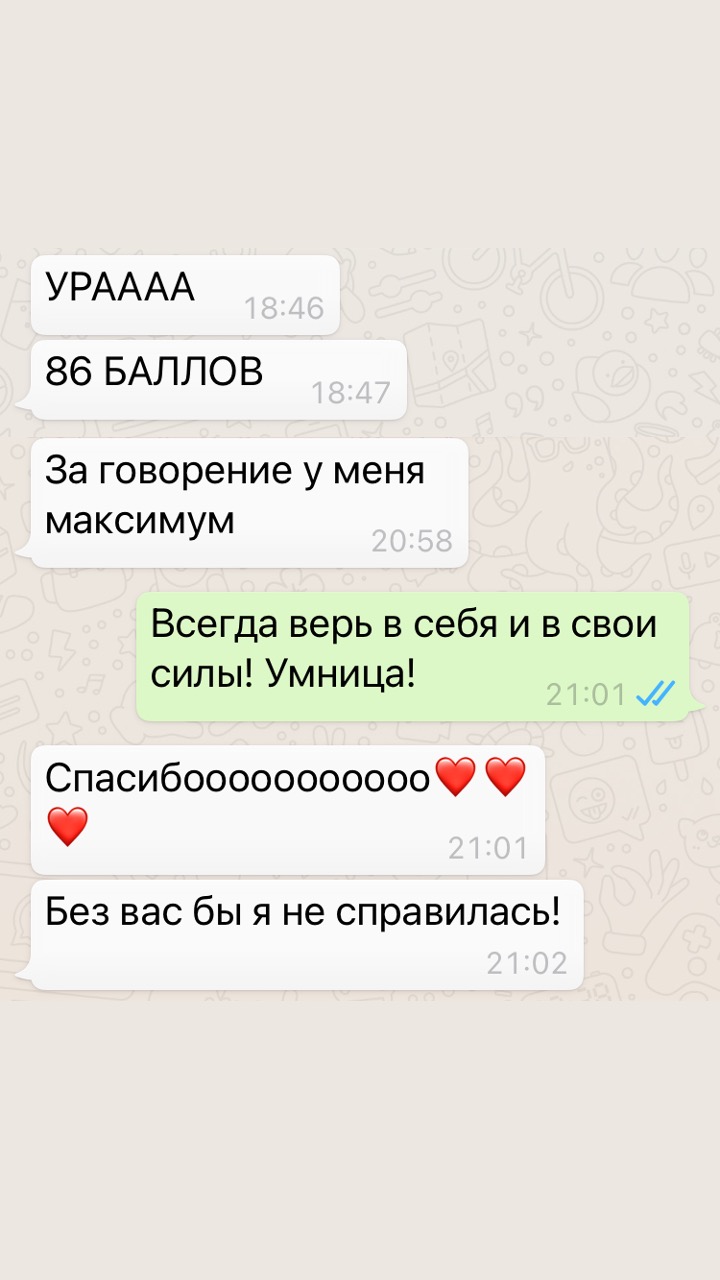 УРАААА
18:46
86 БАЛЛОВ
18:47
За говорение у меня
максимум
20:58
Всегда верь в себя и в свои
силы! Умница!
21:01
Спасибооооооооооо❤️❤️
❤️
21:01
Без вас бы я не справилась!
21:02